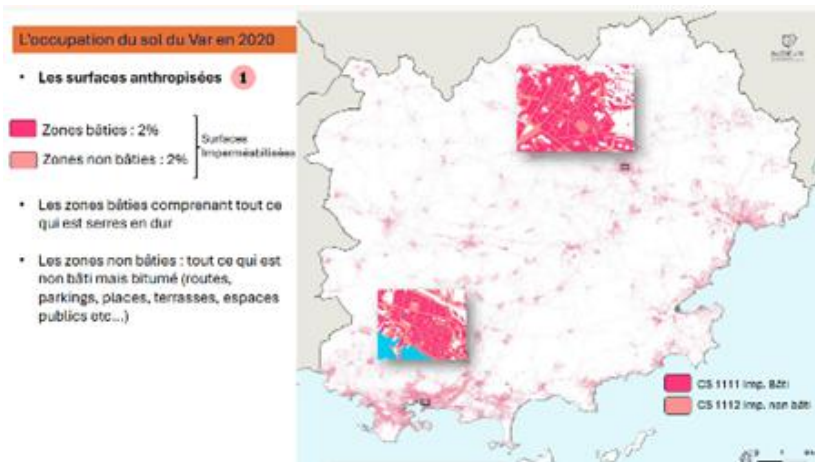 L'occupation du sol du Var en 2020
• Les surfaces anthropisées 1
Zones bâties : 2%
Zones non bâties : 2%
Surfaces
Imperméabilisées
• Les zones bâties comprenant tout ce
qui est serres en dur
• Les zones non bâties : tout ce qui est
non bâti mais bitumé (routes,
parkings, places, terrasses, espaces
publics etc...)
CS 1111 Imp. Bâti
CS 1112 Imp. non bâti